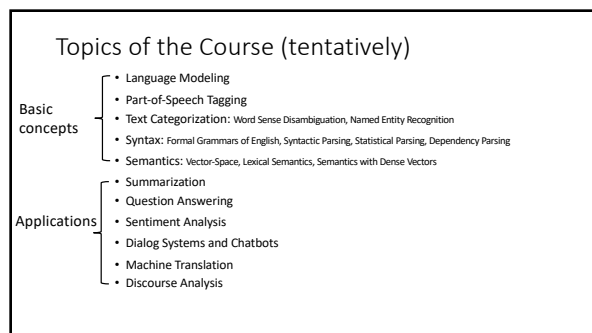 Topics of the Course (tentatively)
Basic concepts
• Language Modeling
• Part-of-Speech Tagging
• Text Categorization: Word Sense Disambiguation, Named Entity Recognition
• Syntax: Formal Grammars of English, Syntactic Parsing, Statistical Parsing, Dependency Parsing
• Semantics: Vector-Space, Lexical Semantics, Semantics with Dense Vectors
Applications
• Summarization
• Question Answering
• Sentiment Analysis
• Dialog Systems and Chatbots
• Machine Translation
• Discourse Analysis